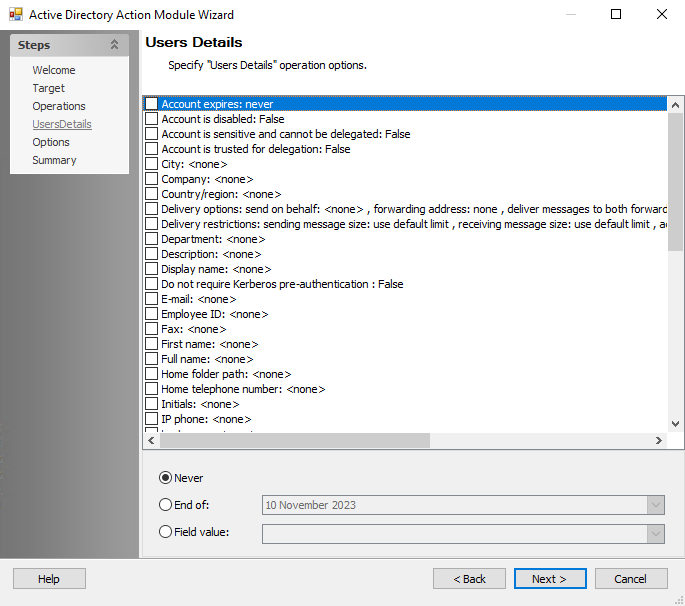 Active Directory Action Module Wizard
Steps
Welcome
Target
Operations
UsersDetails
Options
Summary
Users Details
Specify "Users Details" operation options.
Account expires: never
Account is disabled: False
Account is sensitive and cannot be delegated: False
Account is trusted for delegation: False
City: <none>
Company: <none>
Country/region: <none>
Delivery options: send on behalf: <none> , forwarding address: none , deliver messages to both forward
Delivery restrictions: sending message size: use default limit , receiving message size: use default limit , a
Department: <none>
Description: <none>
Display name: <none>
Do not require Kerberos pre-authentication : False
E-mail: <none>
Employee ID: <none>
Fax: <none>
First name: <none>
Full name: <none>
Home folder path: <none>
Home telephone number: <none>
Initials: <none>
IP phone: <none>
Never
End of:
10 November 2023
Field value:
Help
< Back
Next >
Cancel